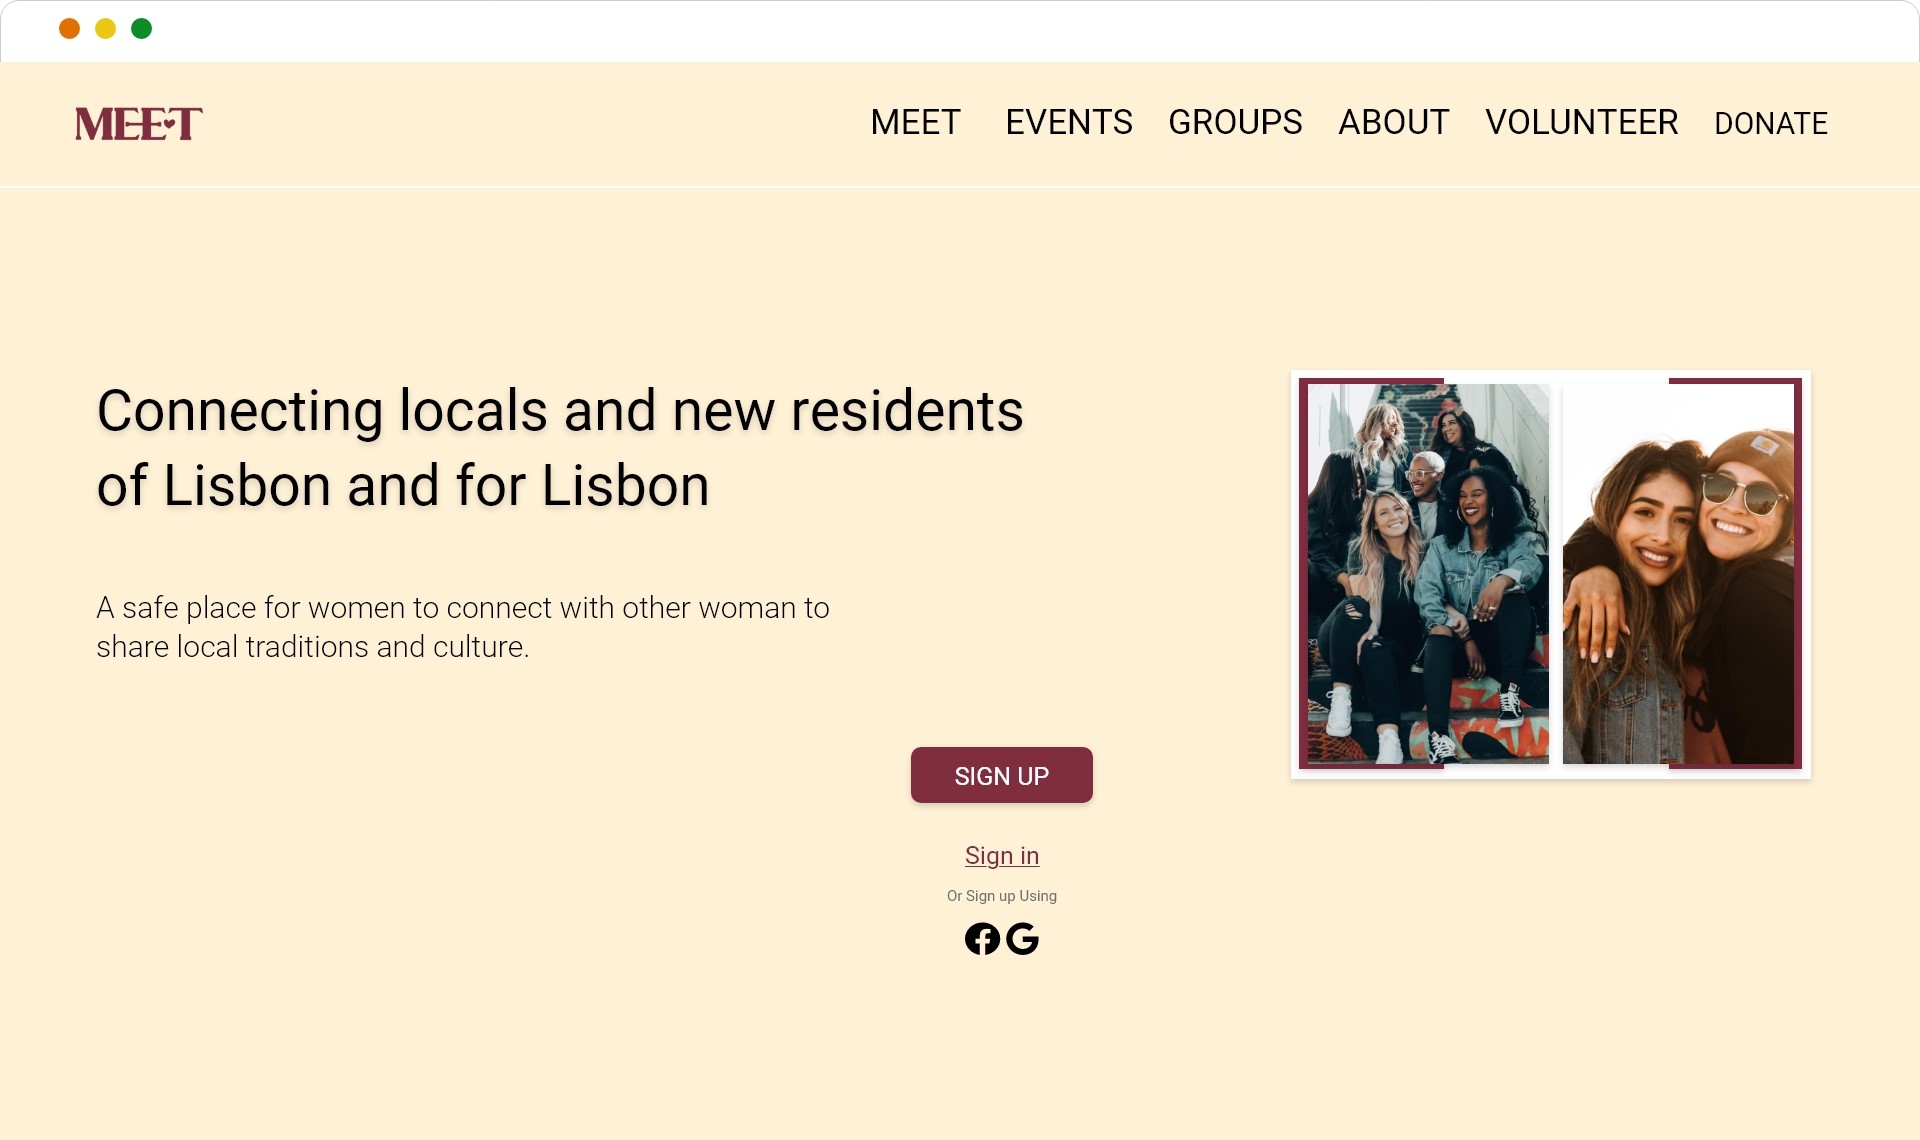 MEET
MEET EVENTS GROUPS ABOUT VOLUNTEER DONATE
Connecting locals and new residents
of Lisbon and for Lisbon
A safe place for women to connect with other woman to
share local traditions and culture.
SIGN UP
Sign in
Or Sign up Using